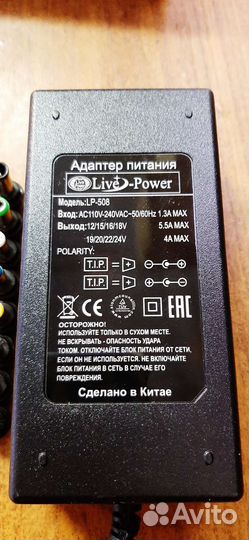 Адаптер питания
Live-Power
Модель:LP-508
Вход:AC110V-240VAC~50/60Hz 1.3A MAX
Выход: 12/15/16/18V 5.5A MAX
19/20/22/24V 4A MAX
POLARITY:
T.I.P. = +
T.I.P. = -
ОСТОРОЖНО!
ИСПОЛЬЗУЙТЕ ТОЛЬКО В СУХОМ МЕСТЕ.
НЕ ВСКРЫВАТЬ - ОПАСНОСТЬ УДАРА
ТОКОМ. ОТКЛЮЧАЙТЕ БЛОК ПИТАНИЯ ОТ СЕТИ,
ЕСЛИ ОН НЕ ИСПОЛЬЗУЕТСЯ. НЕ ВКЛЮЧАЙТЕ
БЛОК ПИТАНИЯ В СЕТЬ В СЛУЧАЕ ЕГО
ПОВРЕЖДЕНИЯ.
Сделано в Китае
Avito